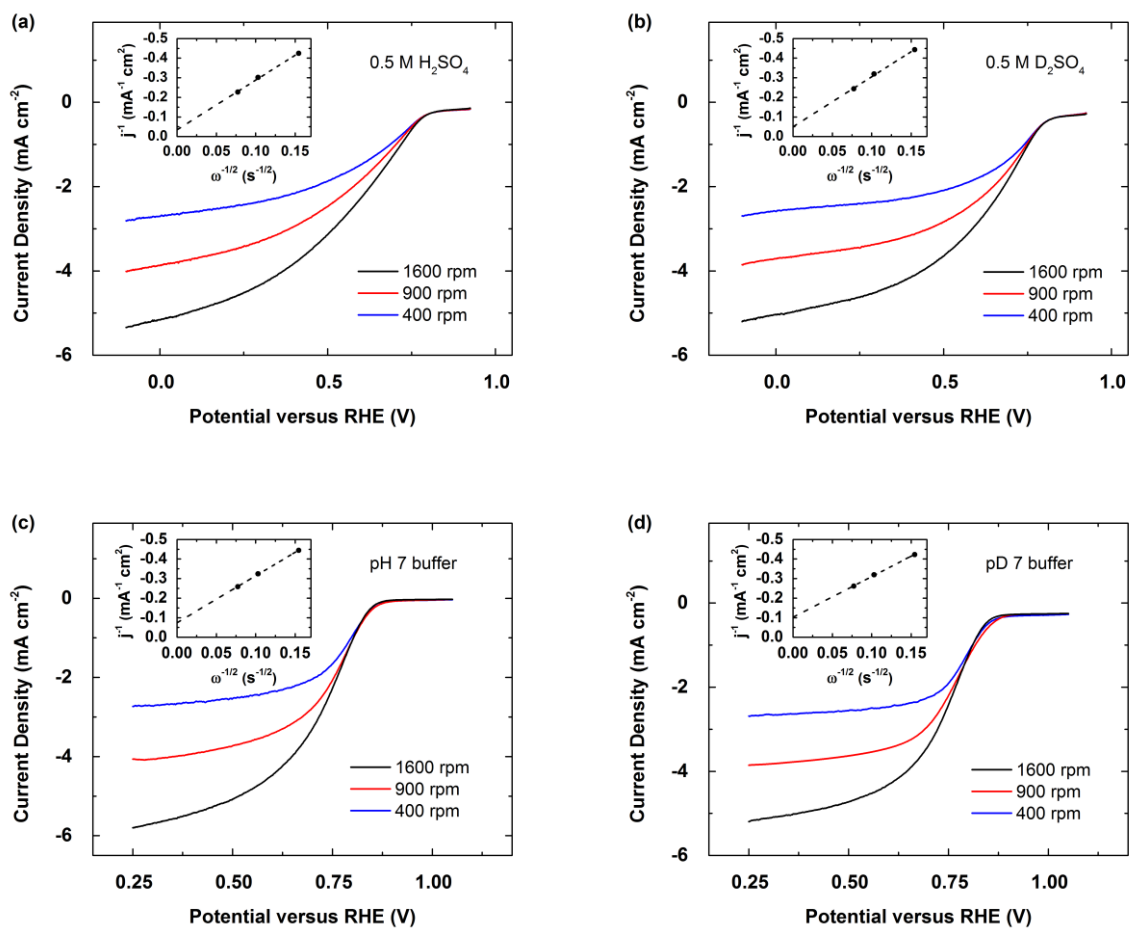 (a)
0.5 M H₂SO₄
j⁻¹ (mA⁻¹ cm²)
-0.5
-0.4
-0.3
-0.2
-0.1
0.0
0.00 0.05 0.10 0.15
ω⁻¹/² (s⁻¹/²)
Current Density (mA cm⁻²)
0
-2
-4
-6
1600 rpm
900 rpm
400 rpm
0.0 0.5 1.0
Potential versus RHE (V)
(b)
0.5 M D₂SO₄
j⁻¹ (mA⁻¹ cm²)
-0.5
-0.4
-0.3
-0.2
-0.1
0.0
0.00 0.05 0.10 0.15
ω⁻¹/² (s⁻¹/²)
Current Density (mA cm⁻²)
0
-2
-4
-6
1600 rpm
900 rpm
400 rpm
0.0 0.5 1.0
Potential versus RHE (V)
(c)
pH 7 buffer
j⁻¹ (mA⁻¹ cm²)
-0.5
-0.4
-0.3
-0.2
-0.1
0.0
0.00 0.05 0.10 0.15
ω⁻¹/² (s⁻¹/²)
Current Density (mA cm⁻²)
0
-2
-4
-6
1600 rpm
900 rpm
400 rpm
0.25 0.50 0.75 1.00
Potential versus RHE (V)
(d)
pD 7 buffer
j⁻¹ (mA⁻¹ cm²)
-0.5
-0.4
-0.3
-0.2
-0.1
0.0
0.00 0.05 0.10 0.15
ω⁻¹/² (s⁻¹/²)
Current Density (mA cm⁻²)
0
-2
-4
-6
1600 rpm
900 rpm
400 rpm
0.25 0.50 0.75 1.00
Potential versus RHE (V)